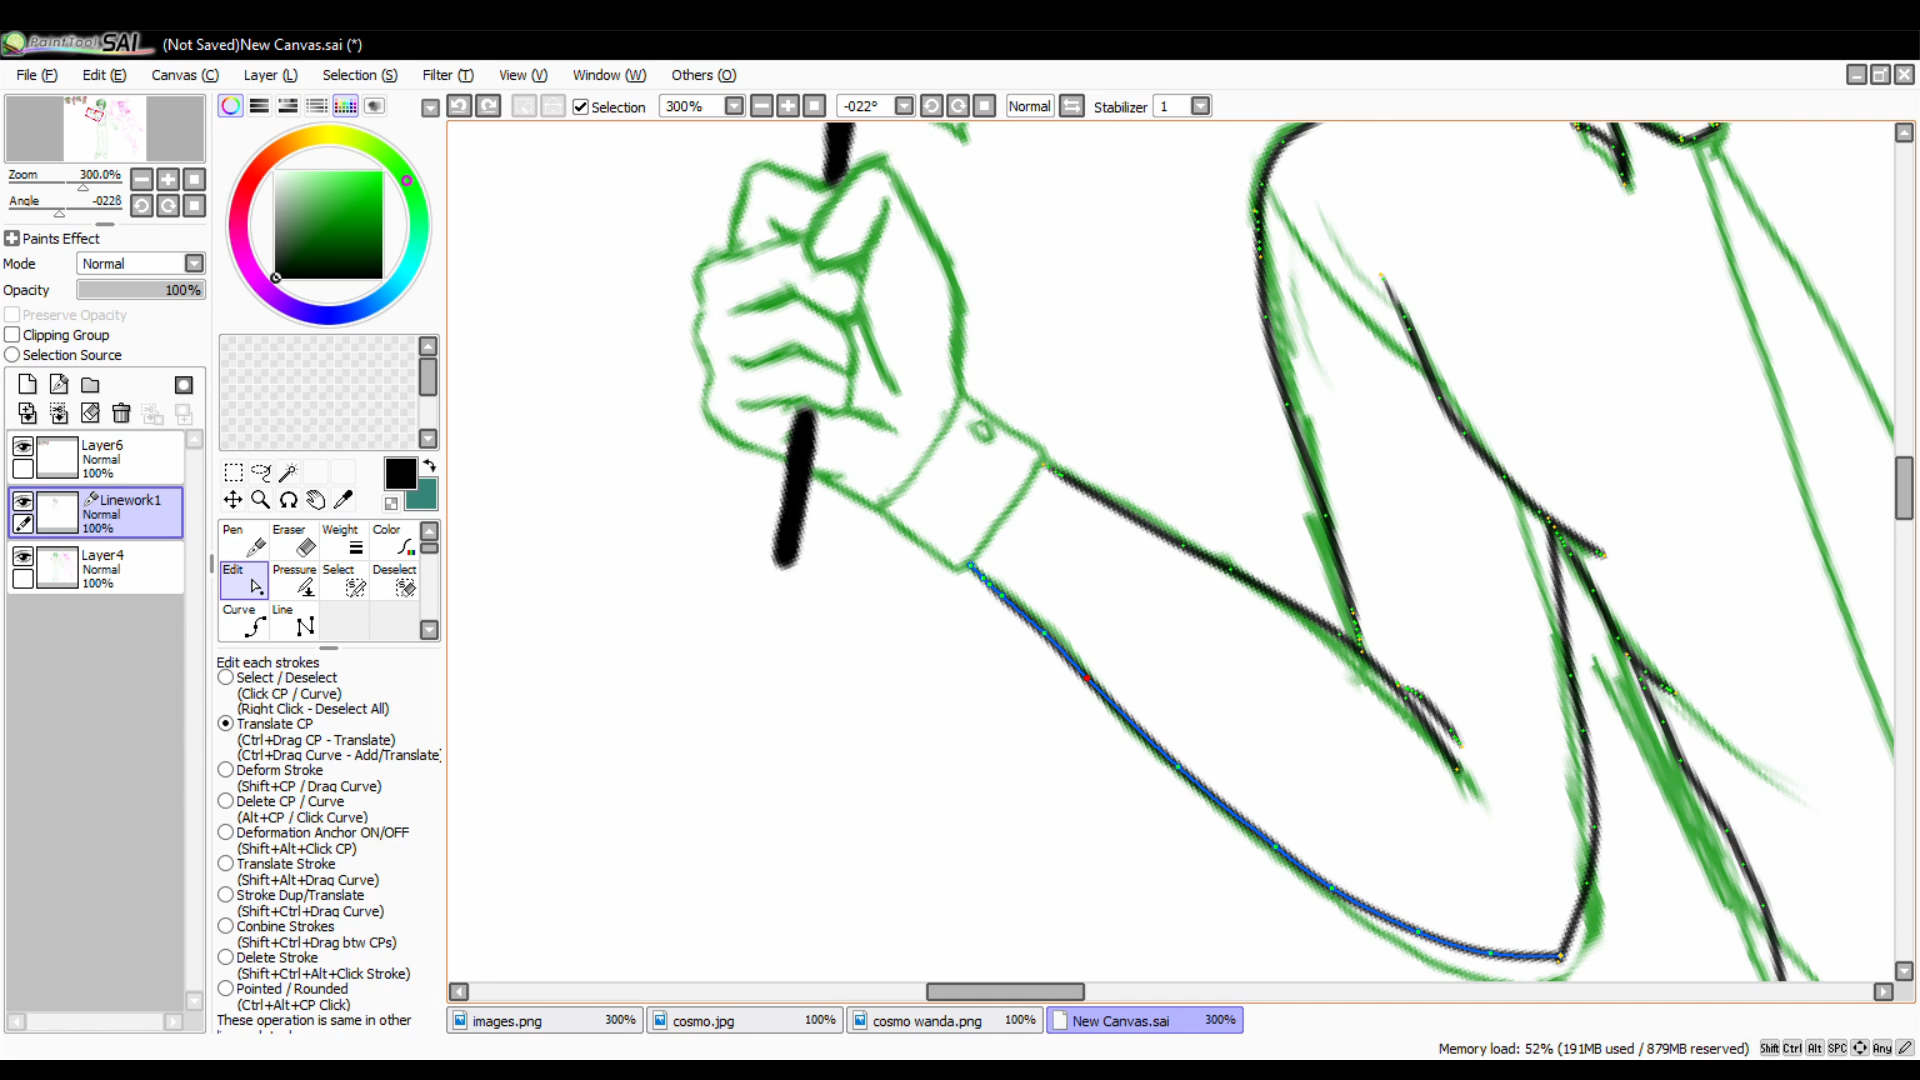 PaintTool SAI (Not Saved)New Canvas.sai (*)
File (F) Edit (E) Canvas (C) Layer (L) Selection (S) Filter (T) View (V) Window (W) Others (O)
Selection 300% -022° Normal Stabilizer 1
Zoom 300.0%
Angle -0228
Paints Effect
Mode Normal
Opacity 100%
Preserve Opacity
Clipping Group
Selection Source
Layer6
Normal
100%
Linework1
Normal
100%
Layer4
Normal
100%
Pen Eraser Weight Color
Edit Pressure Select Deselect
Curve Line
Edit each strokes
Select / Deselect
(Click CP / Curve)
(Right Click - Deselect All)
Translate CP
(Ctrl+Drag CP - Translate)
(Ctrl+Drag Curve - Add/Translate
Deform Stroke
(Shift+CP / Drag Curve)
Delete CP / Curve
(Alt+CP / Click Curve)
Deformation Anchor ON/OFF
(Shift+Alt+Click CP)
Translate Stroke
(Shift+Alt+Drag Curve)
Stroke Dup/Translate
(Shift+Ctrl+Drag Curve)
Conbine Strokes
(Shift+Ctrl+Drag btw CPs)
Delete Stroke
(Shift+Ctrl+Alt+Click Stroke)
Pointed / Rounded
(Ctrl+Alt+CP Click)
These operation is same in other
images.png 300% cosmo.jpg 100% cosmo wanda.png 100% New Canvas.sai 300%
Memory load: 52% (191MB used / 879MB reserved) Shift Ctrl Alt SPC Any